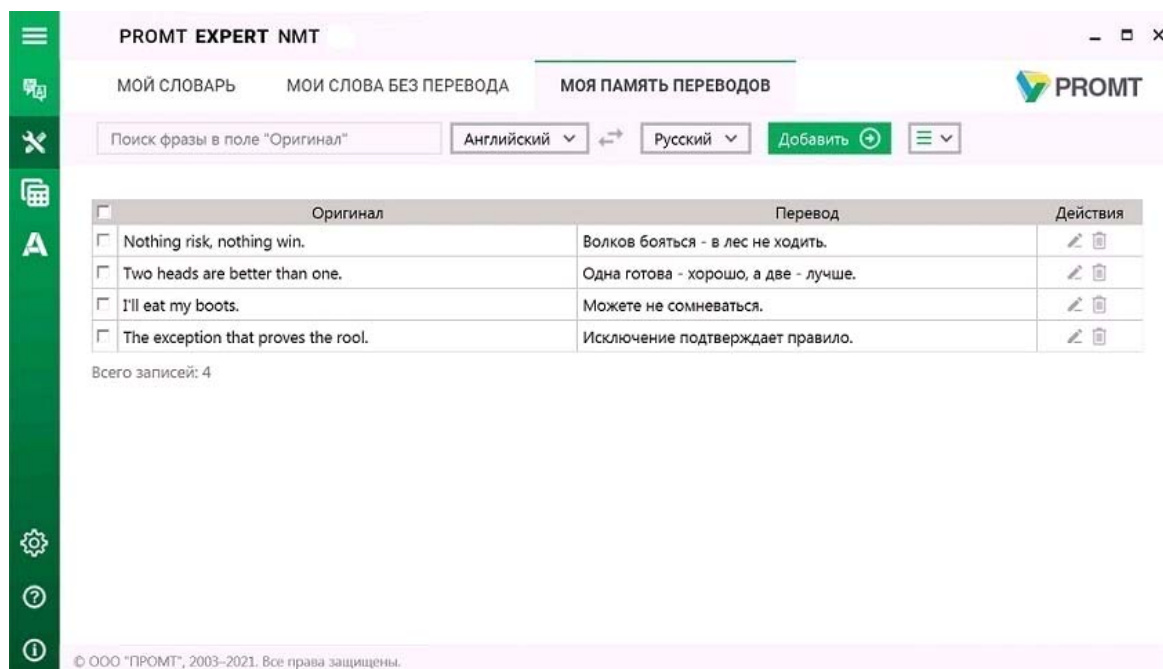 PROMT EXPERT NMT
МОЙ СЛОВАРЬ МОИ СЛОВА БЕЗ ПЕРЕВОДА МОЯ ПАМЯТЬ ПЕРЕВОДОВ PROMT
Поиск фразы в поле "Оригинал" Английский Русский Добавить
Оригинал Перевод Действия
Nothing risk, nothing win. Волков бояться - в лес не ходить.
Two heads are better than one. Одна готова - хорошо, а две - лучше.
I'll eat my boots. Можете не сомневаться.
The exception that proves the rool. Исключение подтверждает правило.
Всего записей: 4
© ООО "ПРОМТ", 2003–2021. Все права защищены.